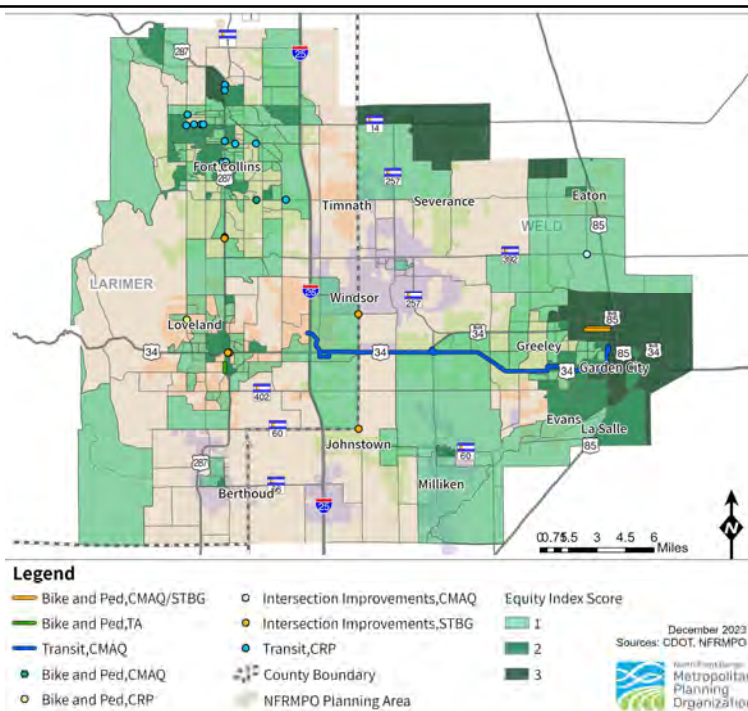 287
1
25
14
Fort Collins
287
257
Timnath
Severance
Eaton
WELD
85
392
LARIMER
25
Windsor
257
Loveland
34
85
34
34
Greeley
34
85
34
Garden City
402
Evans
La Salle
60
85
Johnstown
60
287
Milliken
Berthoud
25
N
00.751.5 3 4.5 6
Miles
Legend
Bike and Ped,CMAQ/STBG
Bike and Ped,TA
Transit,CMAQ
Bike and Ped,CMAQ
Bike and Ped,CRP
Intersection Improvements,CMAQ
Intersection Improvements,STBG
Transit,CRP
County Boundary
NFRMPO Planning Area
Equity Index Score
1
2
3
December 2023
Sources: CDOT, NFRMPO
North Front Range
Metropolitan
Planning
Organization